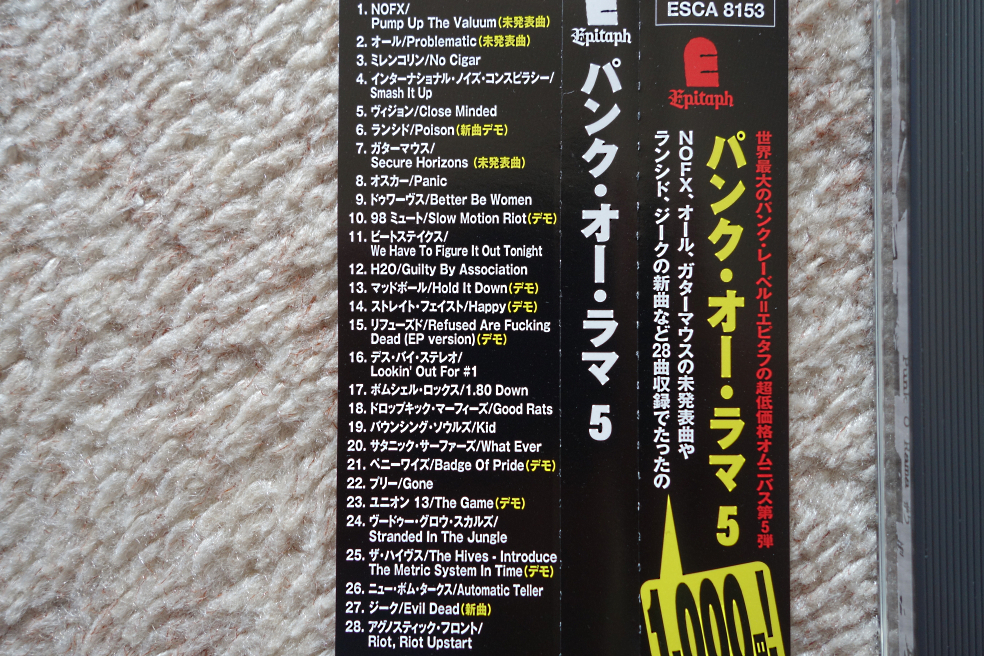 1. NOFX/
Pump Up The Valuum(未発表曲)
2. オール/Problematic(未発表曲)
3. ミレンコリン/No Cigar
4. インターナショナル・ノイズ・コンスピラシー/
Smash It Up
5. ヴィジョン/Close Minded
6. ランシド/Poison(新曲デモ)
7. ガターマウス/
Secure Horizons (未発表曲)
8. オスカー/Panic
9. ドゥワーヴス/Better Be Women
10. 98 ミュート/Slow Motion Riot(デモ)
11. ビートステイクス/
We Have To Figure It Out Tonight
12. H2O/Guilty By Association
13. マッドボール/Hold It Down(デモ)
14. ストレイト・フェイスト/Happy(デモ)
15. リフューズド/Refused Are Fucking
Dead (EP version)(デモ)
16. デス・バイ・ステレオ/
Lookin' Out For #1
17. ボムシェル・ロックス/1.80 Down
18. ドロップキック・マーフィーズ/Good Rats
19. バウンシング・ソウルズ/Kid
20. サタニック・サーファーズ/What Ever
21. ペニーワイズ/Badge Of Pride(デモ)
22. プリー/Gone
23. ユニオン 13/The Game(デモ)
24. ヴードゥー・グロウ・スカルズ/
Stranded In The Jungle
25. ザ・ハイヴス/The Hives - Introduce
The Metric System In Time(デモ)
26. ニュー・ボム・タークス/Automatic Teller
27. ジーク/Evil Dead(新曲)
28. アグノスティック・フロント/
Riot, Riot Upstart
Epitaph
パンク・オー・ラマ 5
ESCA 8153
Epitaph
世界最大のパンク・レーベル=エピタフの超低価格オムニバス第5弾
パンク・オー・ラマ 5
NOFX、オール、ガターマウスの未発表曲や
ランシド、ジークの新曲など28曲収録でたったの
1,000